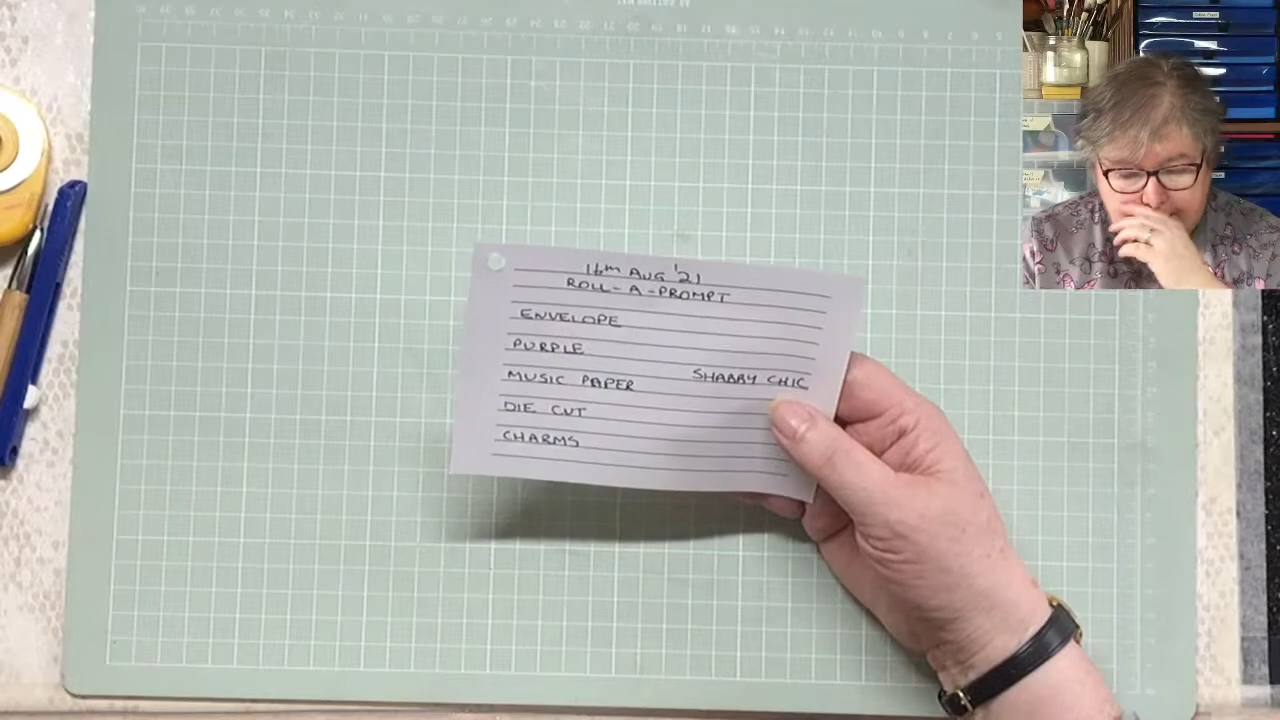 16TH AUG '21
ROLL-A-PROMPT
ENVELOPE
PURPLE
MUSIC PAPER SHABBY CHIC
DIE CUT
CHARMS